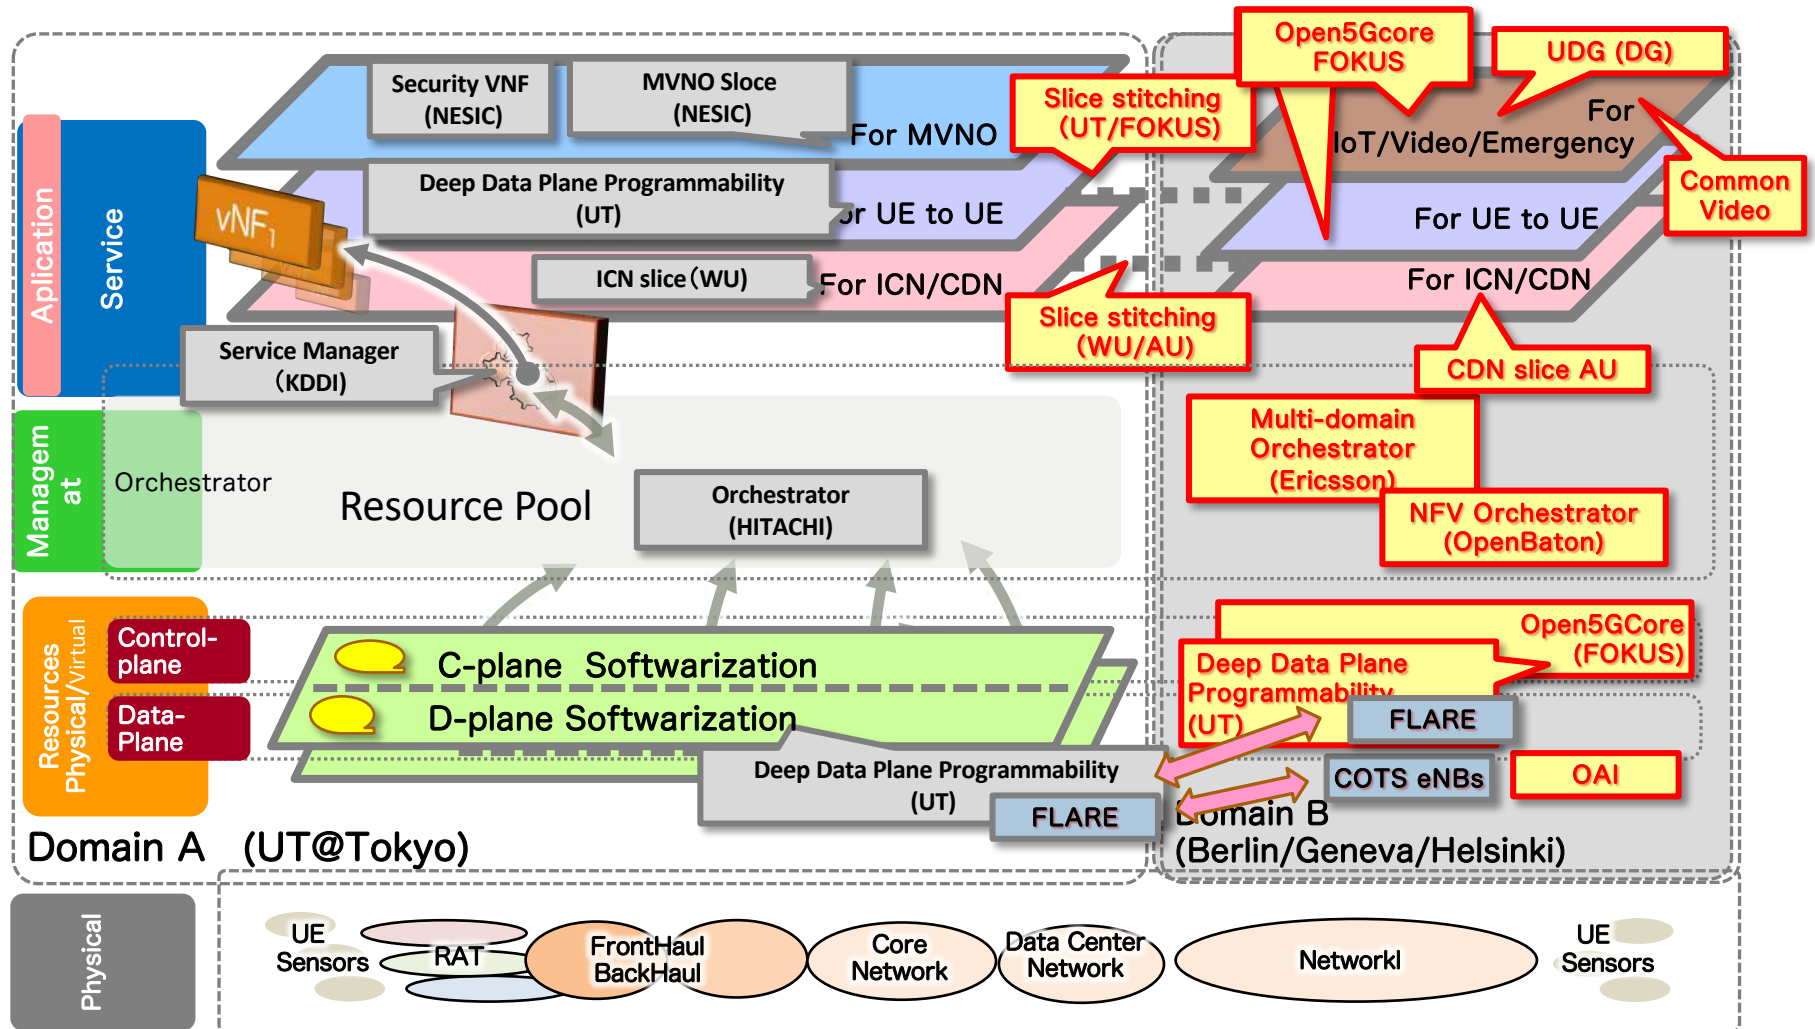 Security VNF
(NESIC)
MVNO Sloce
(NESIC)
For MVNO
Slice stitching
(UT/FOKUS)
Open5Gcore
FOKUS
UDG (DG)
For
IoT/Video/Emergency
Common
Video
Aplication
Service
vNF1
Deep Data Plane Programmability
(UT)
or UE to UE
For UE to UE
ICN slice（WU)
For ICN/CDN
For ICN/CDN
Slice stitching
(WU/AU)
CDN slice AU
Service Manager
（KDDI)
Managem
at
Orchestrator
Resource Pool
Orchestrator
(HITACHI)
Multi-domain
Orchestrator
(Ericsson)
NFV Orchestrator
(OpenBaton)
Resources
Physical/Virtual
Control-
plane
Data-
Plane
C-plane Softwarization
D-plane Softwarization
Open5GCore
(FOKUS)
Deep Data Plane
Programmability
(UT)
FLARE
COTS eNBs
OAI
Deep Data Plane Programmability
(UT)
FLARE
Domain A (UT@Tokyo)
Domain B
(Berlin/Geneva/Helsinki)
Physical
UE
Sensors
RAT
FrontHaul
BackHaul
Core
Network
Data Center
Network
Networkl
UE
Sensors